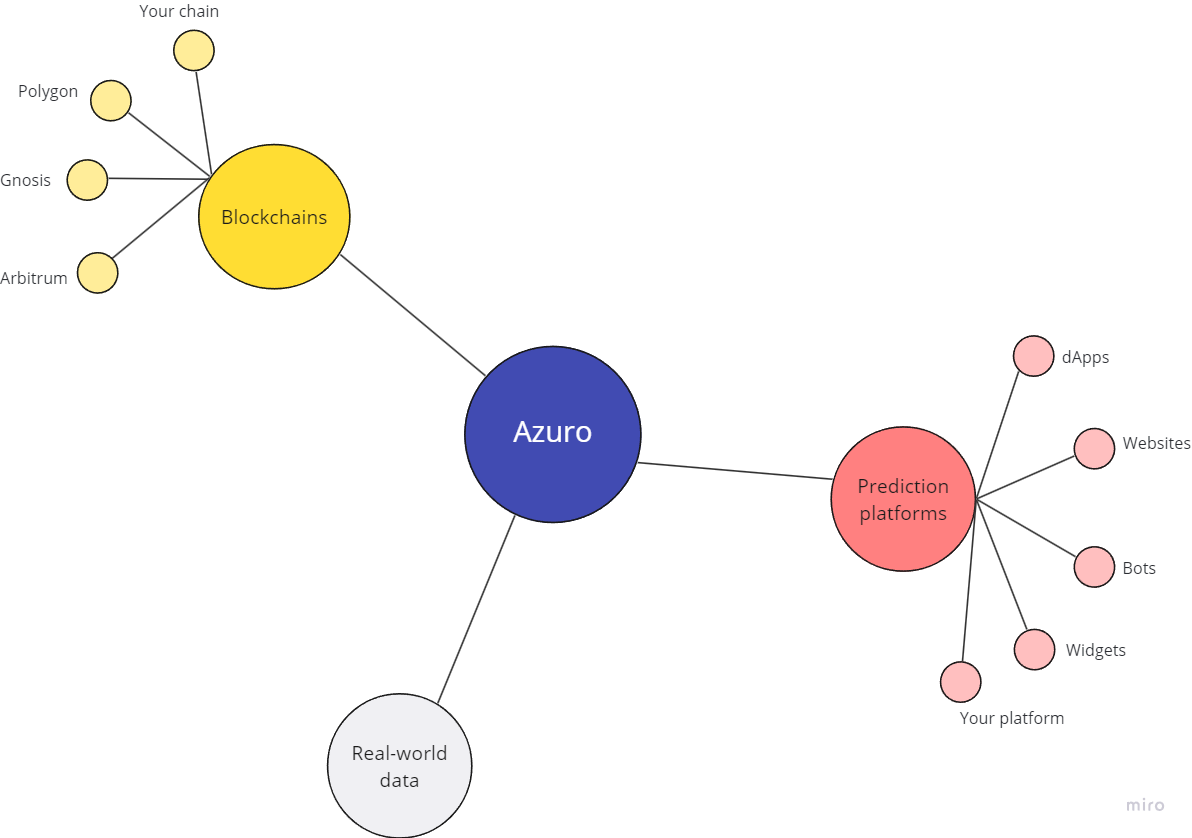 Your chain
Polygon
Gnosis
Arbitrum
Blockchains
Azuro
dApps
Websites
Prediction
platforms
Bots
Widgets
Your platform
Real-world
data
miro